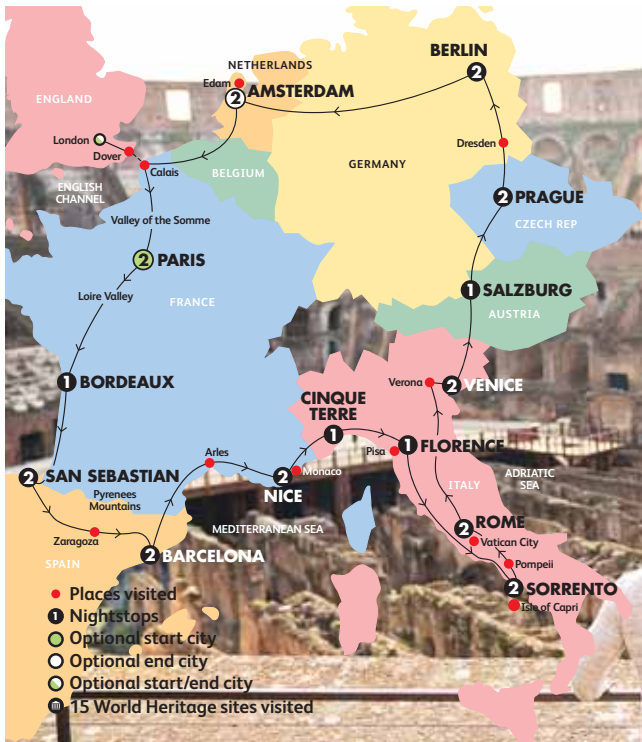 BERLIN
2
NETHERLANDS
Edam
AMSTERDAM
2
ENGLAND
London
Dover
Calais
Dresden
GERMANY
BELGIUM
ENGLISH
CHANNEL
PRAGUE
2
CZECH REP
Valley of the Somme
2
PARIS
SALZBURG
1
AUSTRIA
Loire Valley
FRANCE
1
BORDEAUX
Verona
2
VENICE
CINQUE
TERRE
1
1
FLORENCE
Pisa
Arles
2
SAN SEBASTIAN
Monaco
2
NICE
ITALY
ADRIATIC
SEA
Pyrenees
Mountains
MEDITERRANEAN SEA
ROME
2
Vatican City
Zaragoza
2
BARCELONA
SPAIN
Pompeii
2
SORRENTO
Isle of Capri
Places visited
1 Nightstops
Optional start city
Optional end city
Optional start/end city
15 World Heritage sites visited